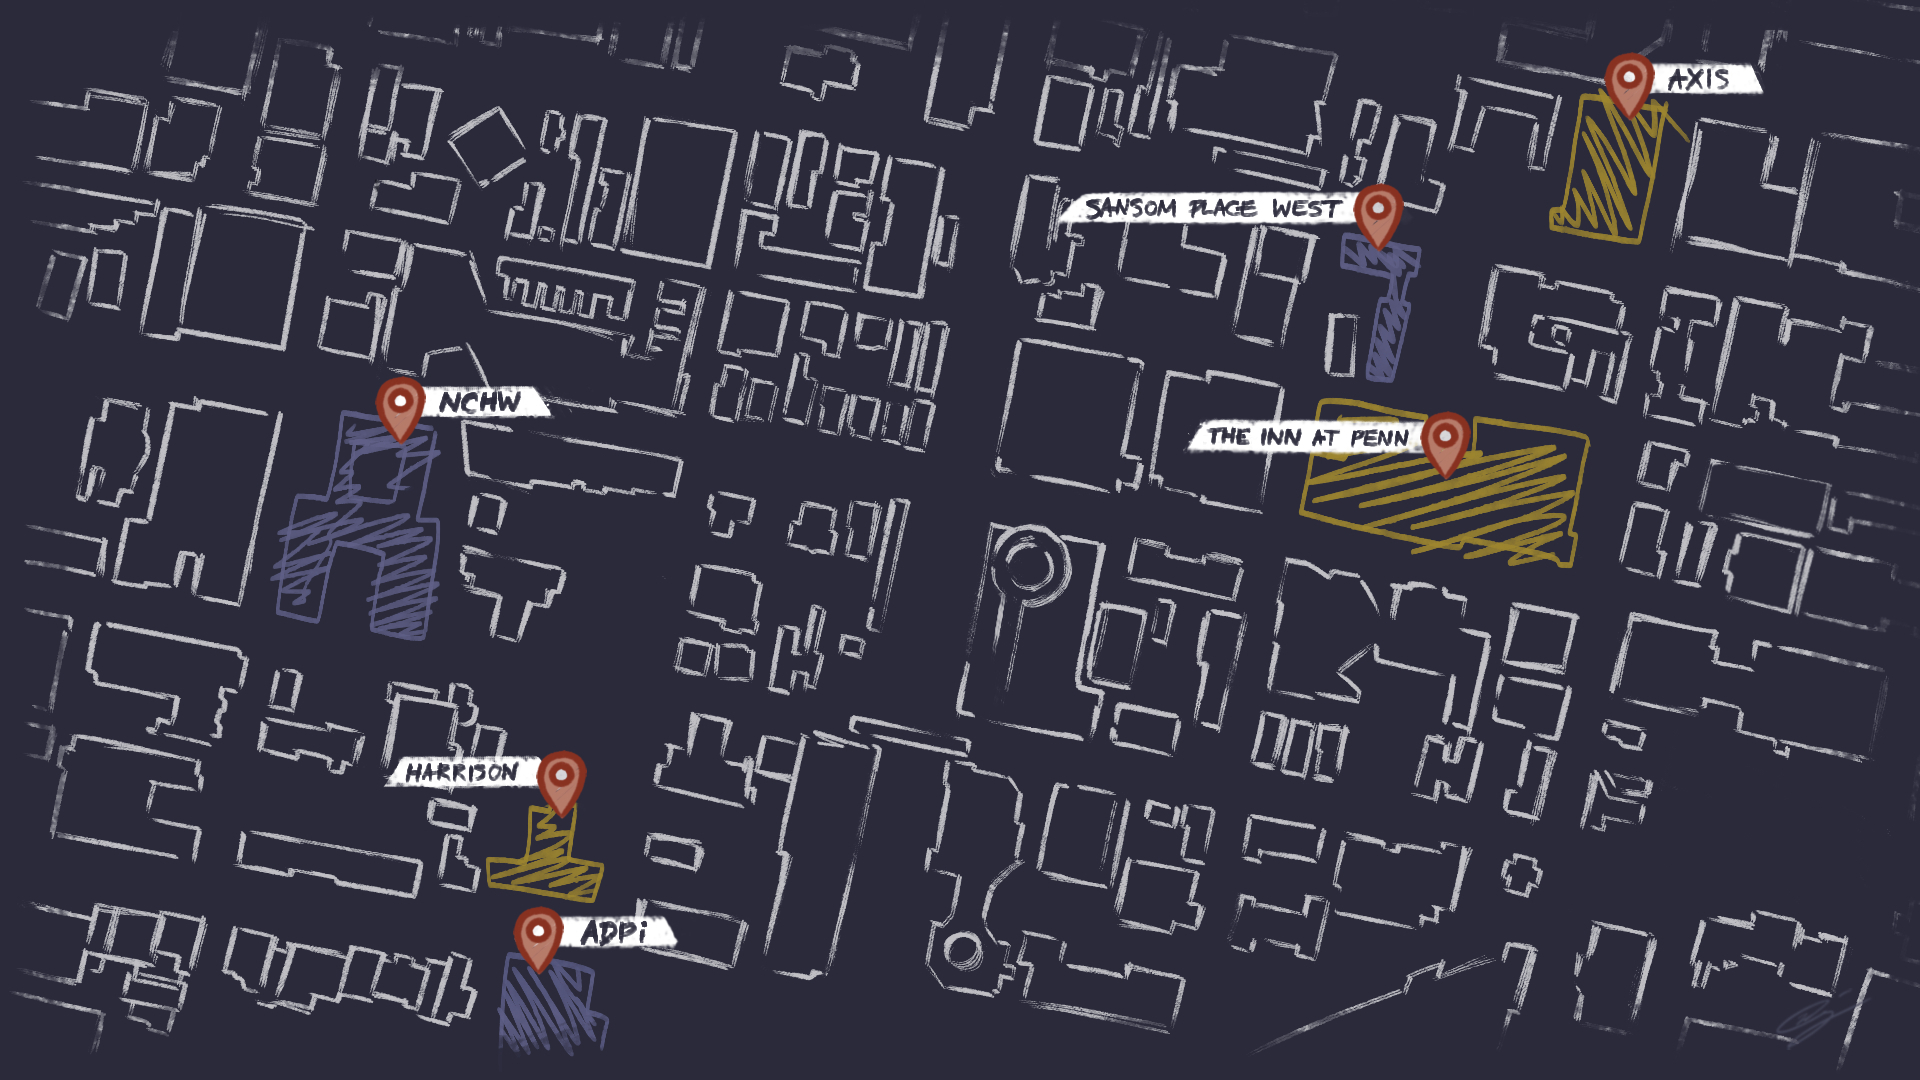 AXIS
SANSOM PLACE WEST
NCHW
THE INN AT PENN
HARRISON
ADPi